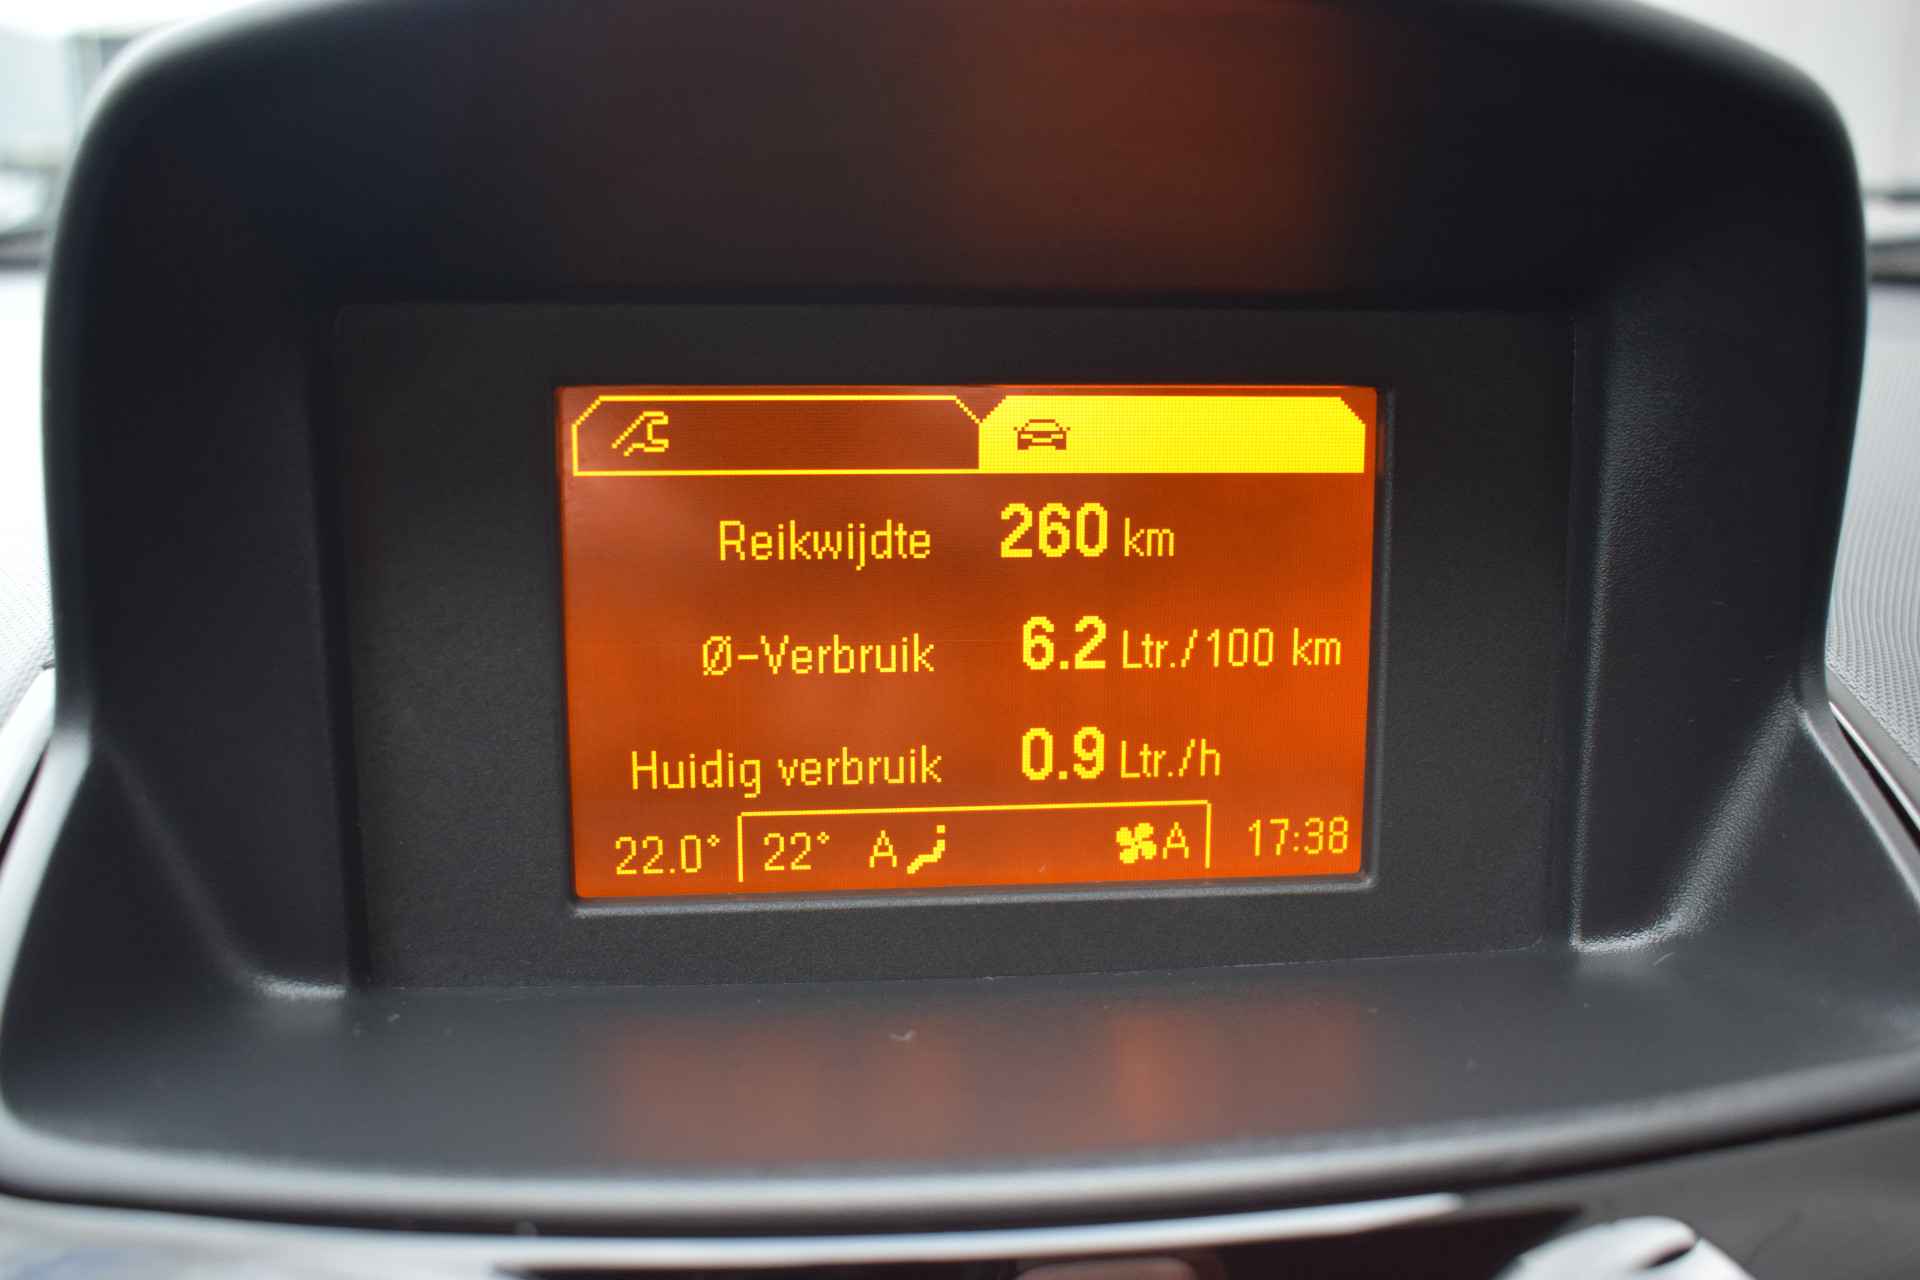 Reikwijdte 260 km
Ø-Verbruik 6.2 Ltr./100 km
Huidig verbruik 0.9 Ltr./h
22.0° 22° A A 17:38